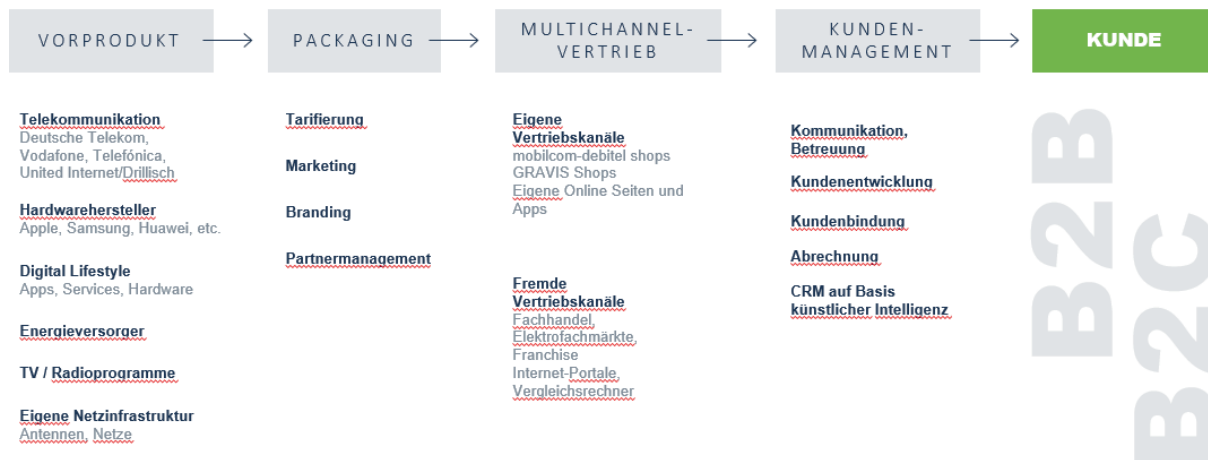 VORPRODUKT
PACKAGING
MULTICHANNEL-
VERTRIEB
KUNDEN-
MANAGEMENT
KUNDE
Telekommunikation
Deutsche Telekom,
Vodafone, Telefónica,
United Internet/Drillisch
Hardwarehersteller
Apple, Samsung, Huawei, etc.
Digital Lifestyle
Apps, Services, Hardware
Energieversorger
TV / Radioprogramme
Eigene Netzinfrastruktur
Antennen, Netze
Tarifierung
Marketing
Branding
Partnermanagement
Eigene
Vertriebskanäle
mobilcom-debitel shops
GRAVIS Shops
Eigene Online Seiten und
Apps
Fremde
Vertriebskanäle
Fachhandel,
Elektrofachmärkte,
Franchise
Internet-Portale,
Vergleichsrechner
Kommunikation,
Betreuung
Kundenentwicklung
Kundenbindung
Abrechnung
CRM auf Basis
künstlicher Intelligenz
B2B
B2C